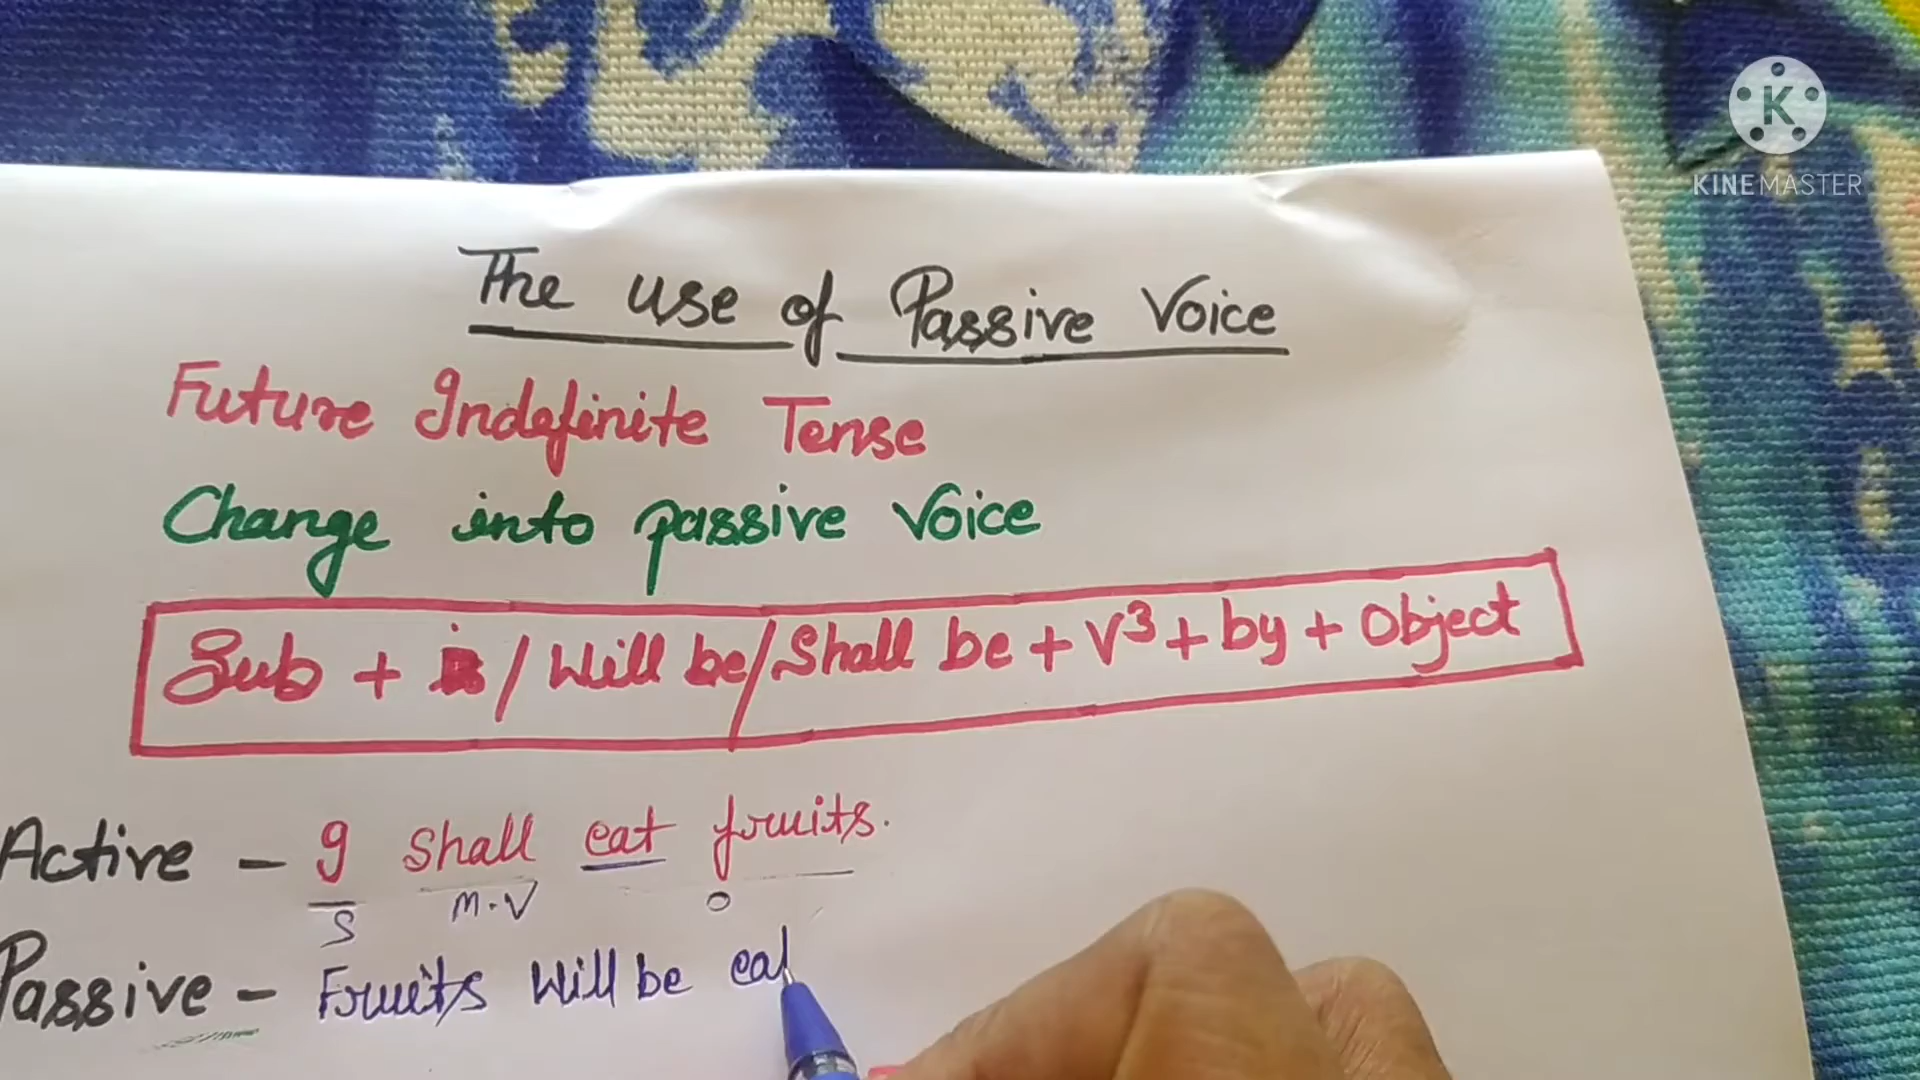 K
KINEMASTER
The use of Passive Voice
Future Indefinite Tense
Change into passive voice
Sub + / will be/Shall be + V³ + by + Object
Active - I shall eat fruits.
S M.V O
Passive - Fruits will be eat